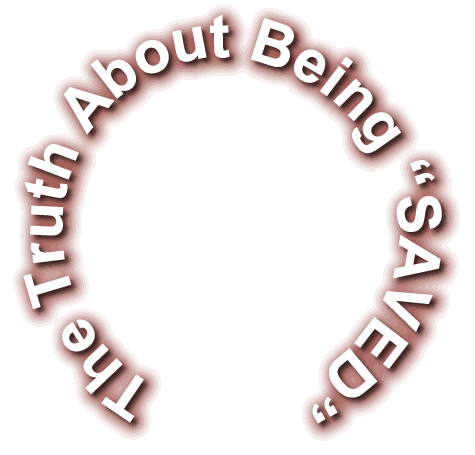 The Truth About Being “SAVED”